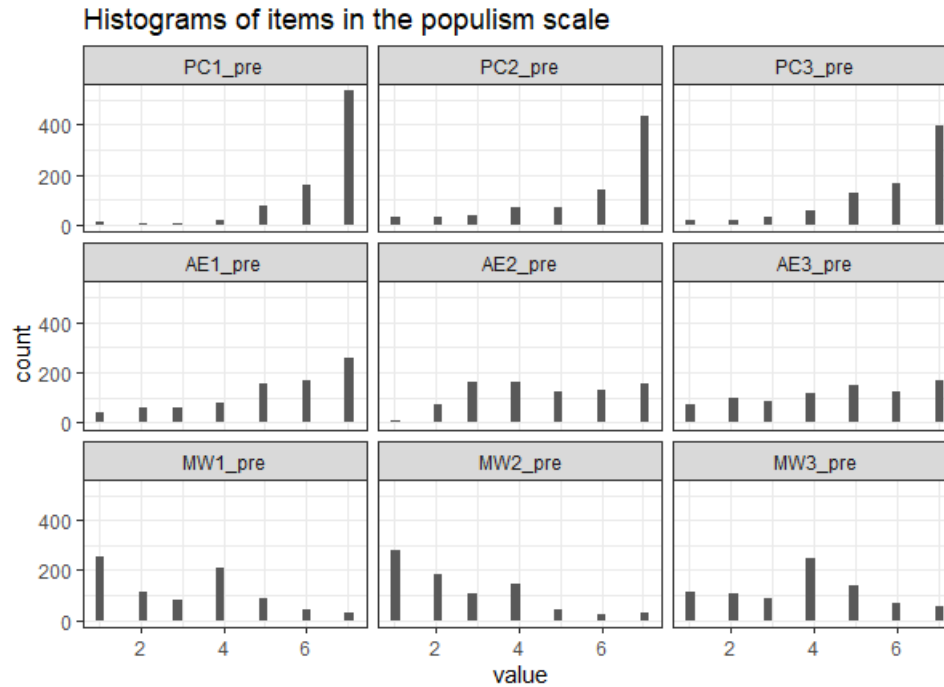 Histograms of items in the populism scale
PC1_pre PC2_pre PC3_pre
400
200
0
AE1_pre AE2_pre AE3_pre
400
200
0
count
MW1_pre MW2_pre MW3_pre
400
200
0
2 4 6 2 4 6 2 4 6
value